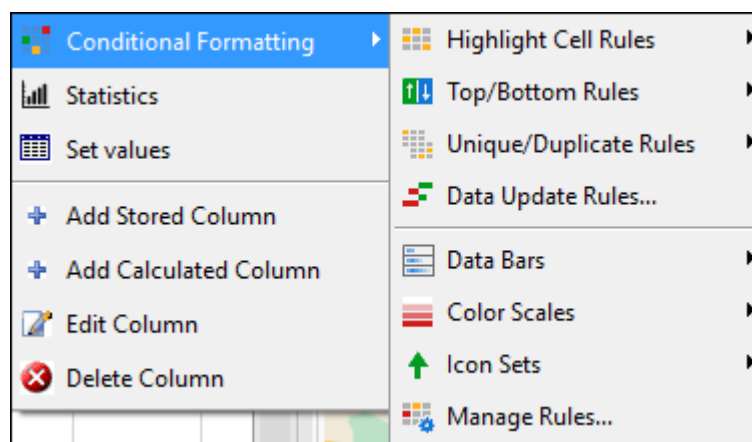 Conditional Formatting
Statistics
Set values
Add Stored Column
Add Calculated Column
Edit Column
Delete Column
Highlight Cell Rules
Top/Bottom Rules
Unique/Duplicate Rules
Data Update Rules...
Data Bars
Color Scales
Icon Sets
Manage Rules...